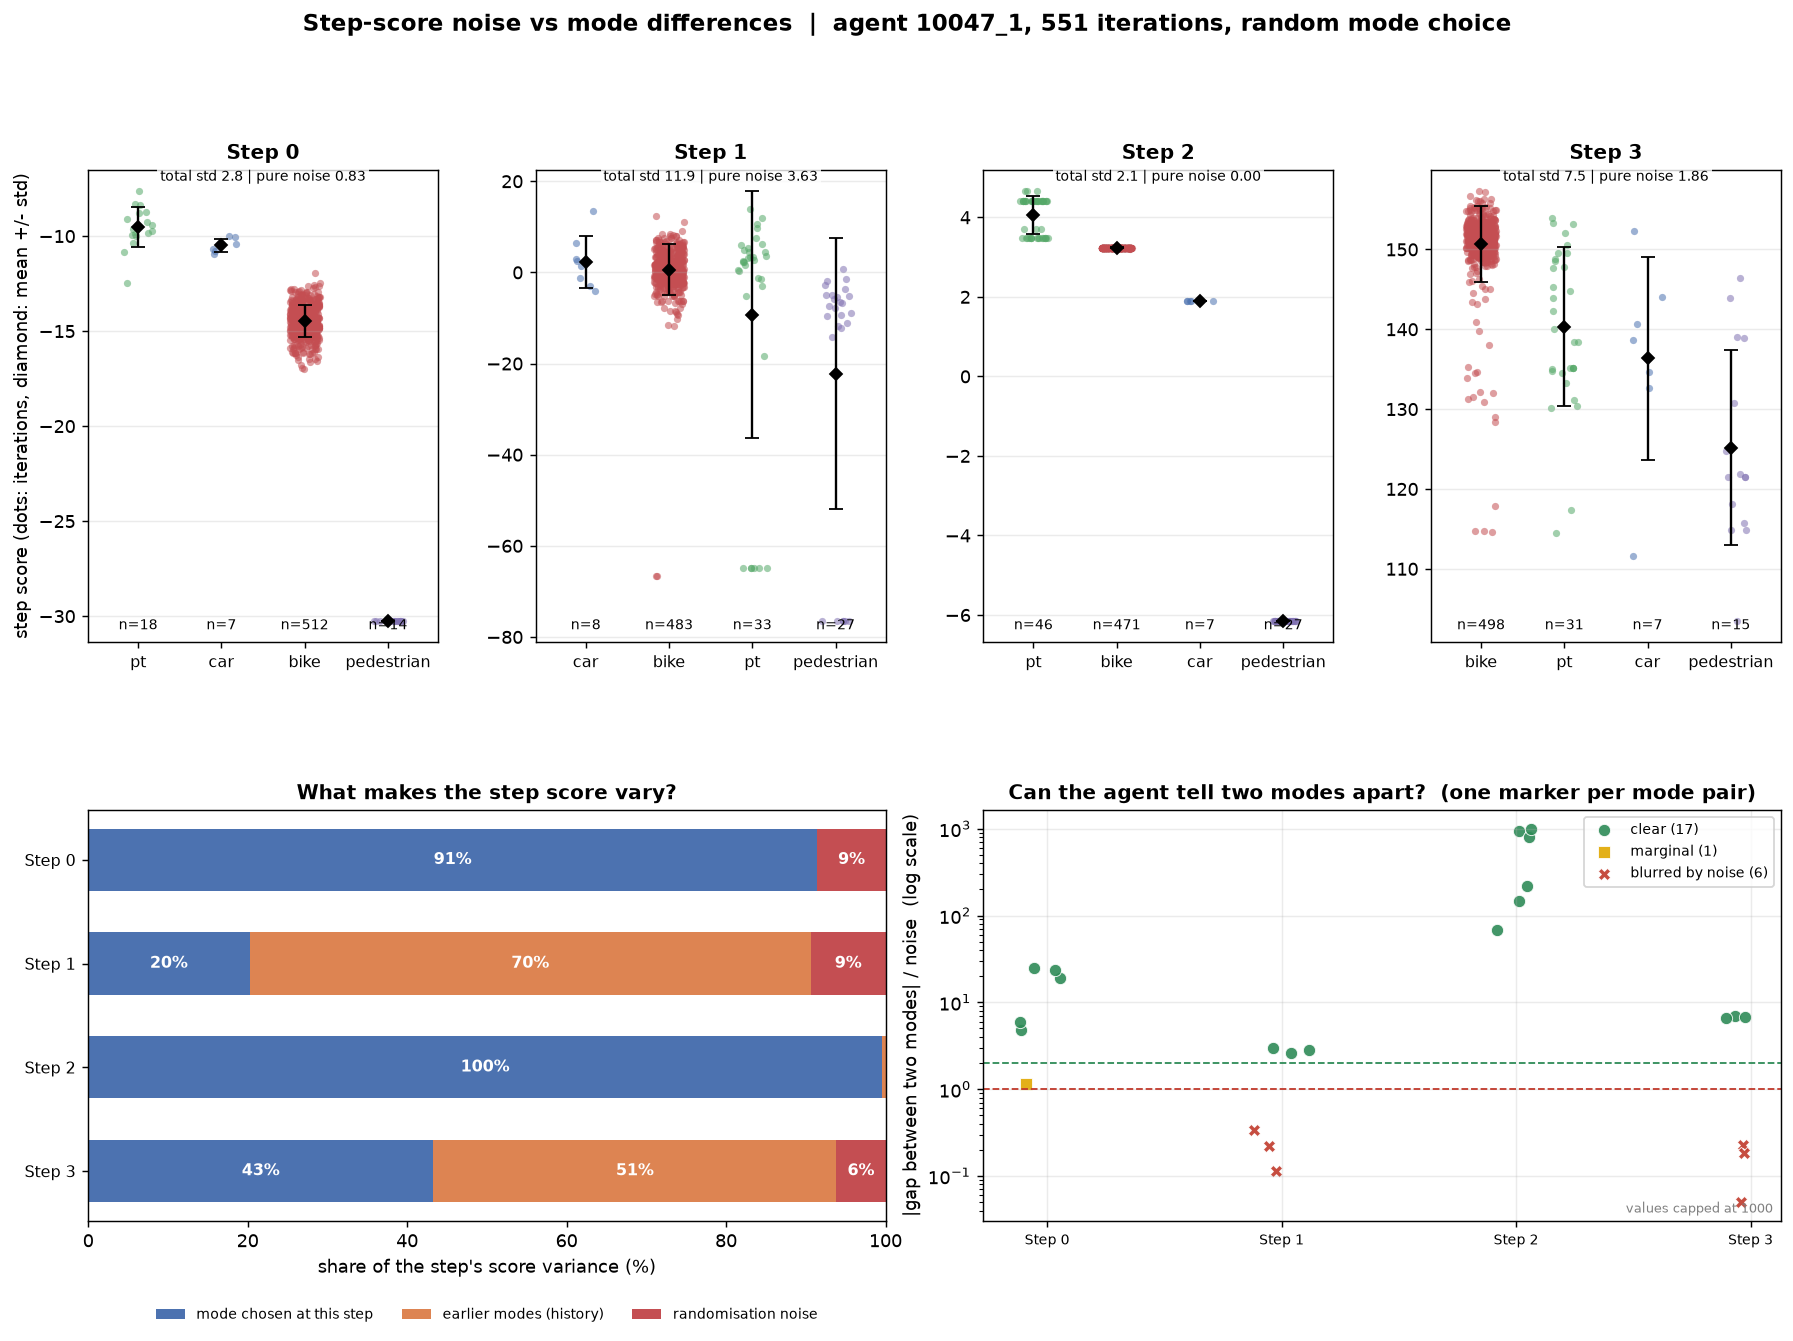 Step-score noise vs mode differences  |  agent 10047_1, 551 iterations, random mode choice
Step 0
total std 2.8 | pure noise 0.83
step score (dots: iterations, diamond: mean +/- std)
−10
−15
−20
−25
−30
n=18
n=7
n=512
n=14
pt
car
bike
pedestrian
Step 1
total std 11.9 | pure noise 3.63
20
0
−20
−40
−60
−80
n=8
n=483
n=33
n=27
car
bike
pt
pedestrian
Step 2
total std 2.1 | pure noise 0.00
4
2
0
−2
−4
−6
n=46
n=471
n=7
n=27
pt
bike
car
pedestrian
Step 3
total std 7.5 | pure noise 1.86
150
140
130
120
110
n=498
n=31
n=7
n=15
bike
pt
car
pedestrian
What makes the step score vary?
Step 0
91%
9%
Step 1
20%
70%
9%
Step 2
100%
Step 3
43%
51%
6%
0
20
40
60
80
100
share of the step's score variance (%)
mode chosen at this step
earlier modes (history)
randomisation noise
Can the agent tell two modes apart?  (one marker per mode pair)
|gap between two modes| / noise  (log scale)
10³
10²
10¹
10⁰
10⁻¹
clear (17)
marginal (1)
blurred by noise (6)
values capped at 1000
Step 0
Step 1
Step 2
Step 3